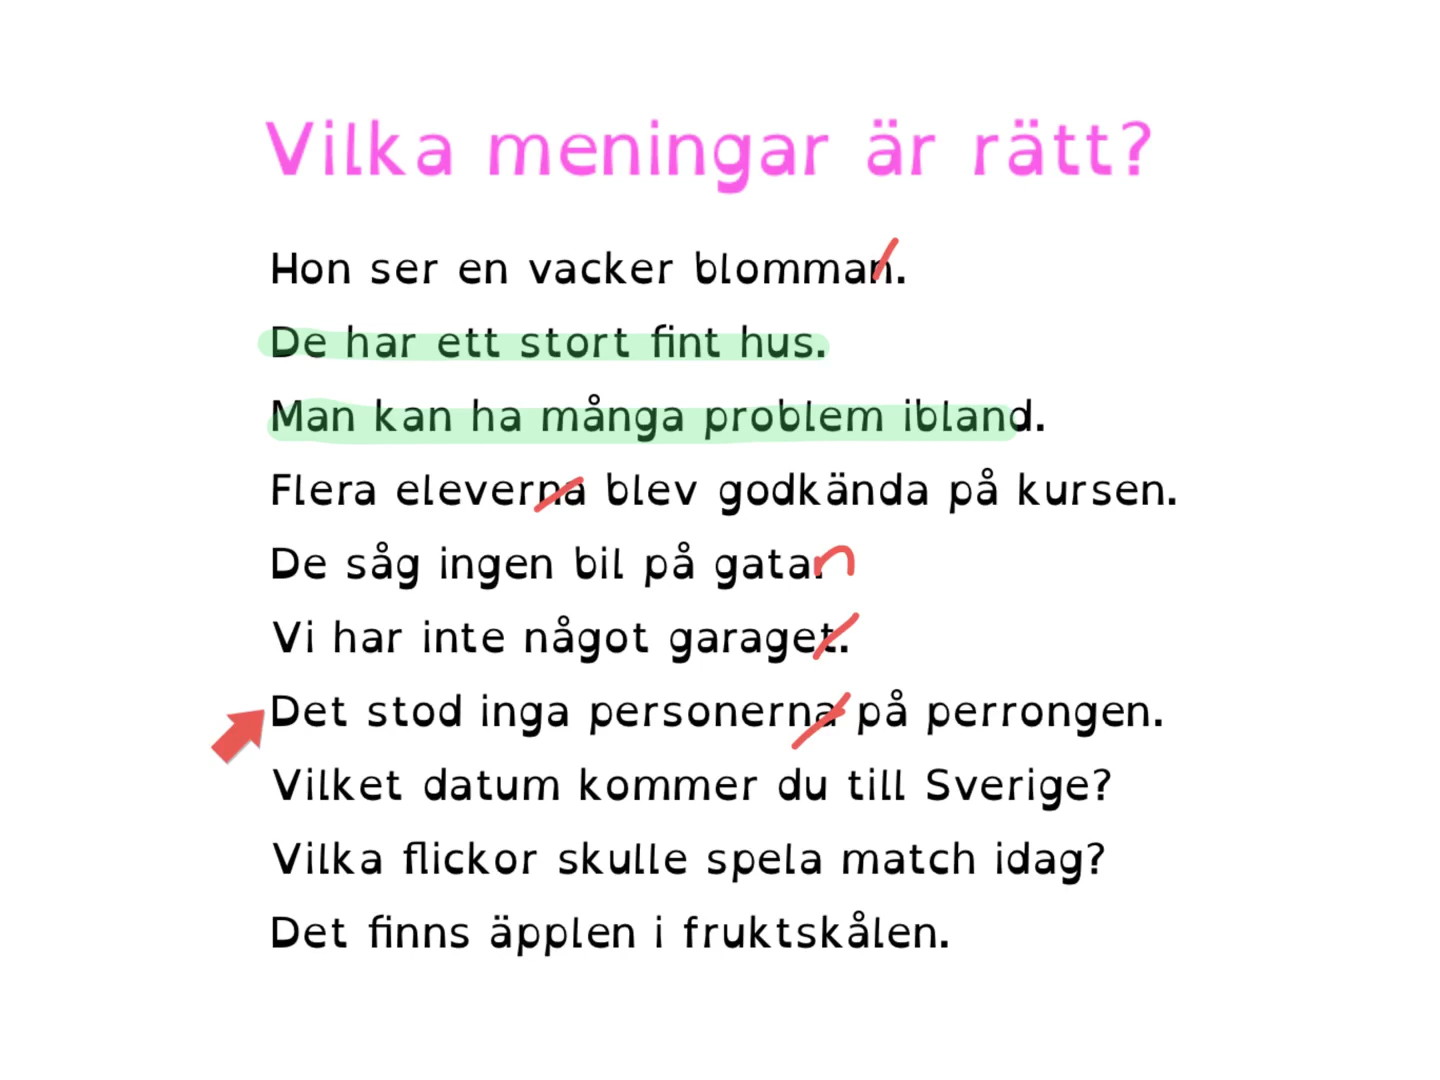 Vilka meningar är rätt?
Hon ser en vacker blomman.
De har ett stort fint hus.
Man kan ha många problem ibland.
Flera eleverna blev godkända på kursen.
De såg ingen bil på gatan
Vi har inte något garaget.
Det stod inga personerna på perrongen.
Vilket datum kommer du till Sverige?
Vilka flickor skulle spela match idag?
Det finns äpplen i fruktskålen.